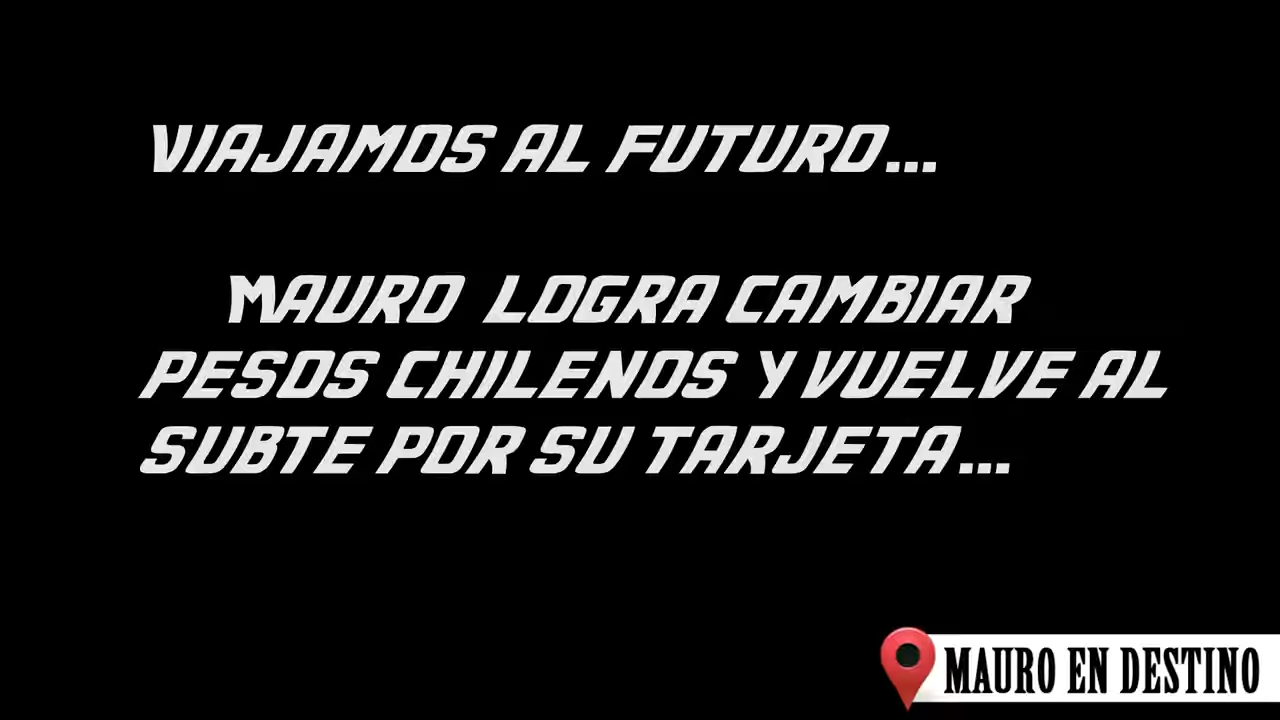 VIAJAMOS AL FUTURO...
MAURO LOGRA CAMBIAR
PESOS CHILENOS Y VUELVE AL
SUBTE POR SU TARJETA...
MAURO EN DESTINO